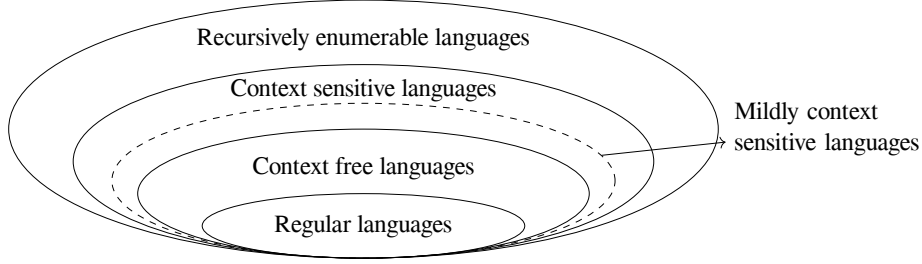 Recursively enumerable languages
Context sensitive languages
Mildly context
sensitive languages
Context free languages
Regular languages